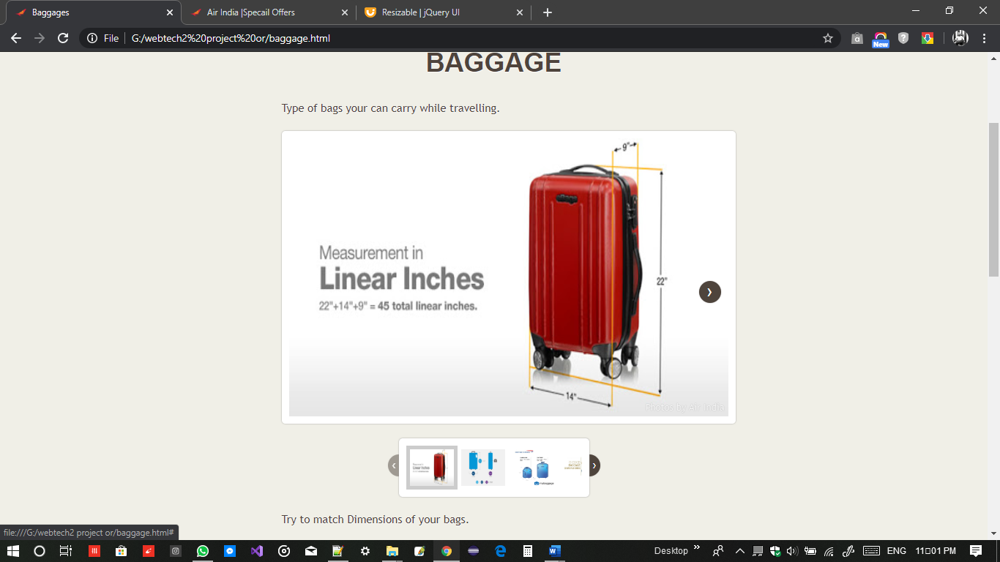 Baggages
Air India |Specail Offers
Resizable | jQuery UI
File
G:/webtech2%20project%20or/baggage.html
New
BAGGAGE
Type of bags your can carry while travelling.
9"
Measurement in
Linear Inches
22"+14"+9" = 45 total linear inches.
22"
14"
Photos by Air India
Try to match Dimensions of your bags.
file:///G:/webtech2 project or/baggage.html#
Desktop
ENG
11□01 PM